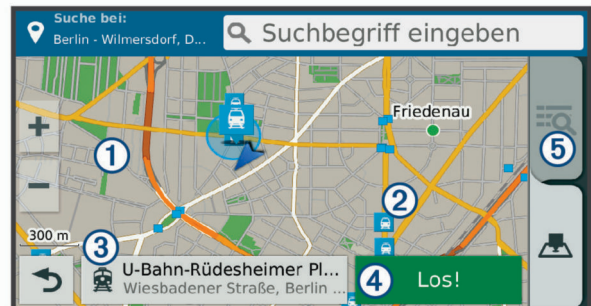 Suche bei:
Berlin - Wilmersdorf, D...
Suchbegriff eingeben
Friedenau
+
1
5
−
2
300 m
3
U-Bahn-Rüdesheimer Pl...
Wiesbadener Straße, Berlin ...
4
Los!